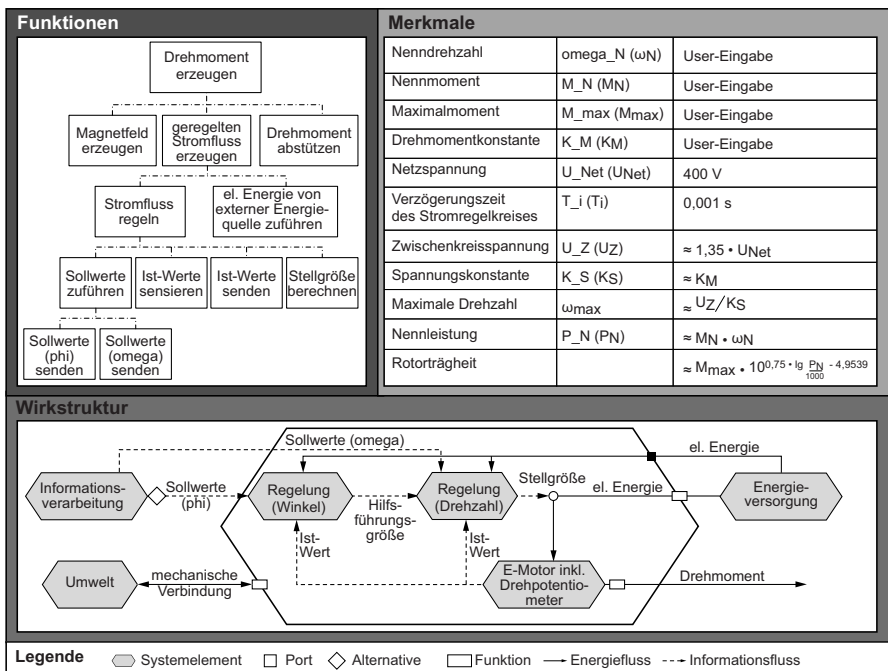 Funktionen
Drehmoment
erzeugen
Magnetfeld
erzeugen
geregelten
Stromfluss
erzeugen
Drehmoment
abstützen
Stromfluss
regeln
el. Energie von
externer Energie-
quelle zuführen
Sollwerte
zuführen
Ist-Werte
sensieren
Ist-Werte
senden
Stellgröße
berechnen
Sollwerte
(phi)
senden
Sollwerte
(omega)
senden
Merkmale
Nenndrehzahl omega_N (ωN) User-Eingabe
Nennmoment M_N (MN) User-Eingabe
Maximalmoment M_max (Mmax) User-Eingabe
Drehmomentkonstante K_M (KM) User-Eingabe
Netzspannung U_Net (UNet) 400 V
Verzögerungszeit
des Stromregelkreises T_i (Ti) 0,001 s
Zwischenkreisspannung U_Z (UZ) ≈ 1,35 • UNet
Spannungskonstante K_S (KS) ≈ KM
Maximale Drehzahl ωmax ≈ UZ/KS
Nennleistung P_N (PN) ≈ MN • ωN
Rotorträgheit ≈ Mmax • 10^0,75 • lg PN/1000 - 4,9539
Wirkstruktur
Sollwerte (omega)
el. Energie
Informations-
verarbeitung
Sollwerte
(phi)
Regelung
(Winkel)
Hilfs-
führungs-
größe
Regelung
(Drehzahl)
Stellgröße
el. Energie
Energie-
versorgung
Ist-
Wert
Ist-
Wert
Umwelt
mechanische
Verbindung
E-Motor inkl.
Drehpotentio-
meter
Drehmoment
Legende Systemelement Port Alternative Funktion Energiefluss Informationsfluss